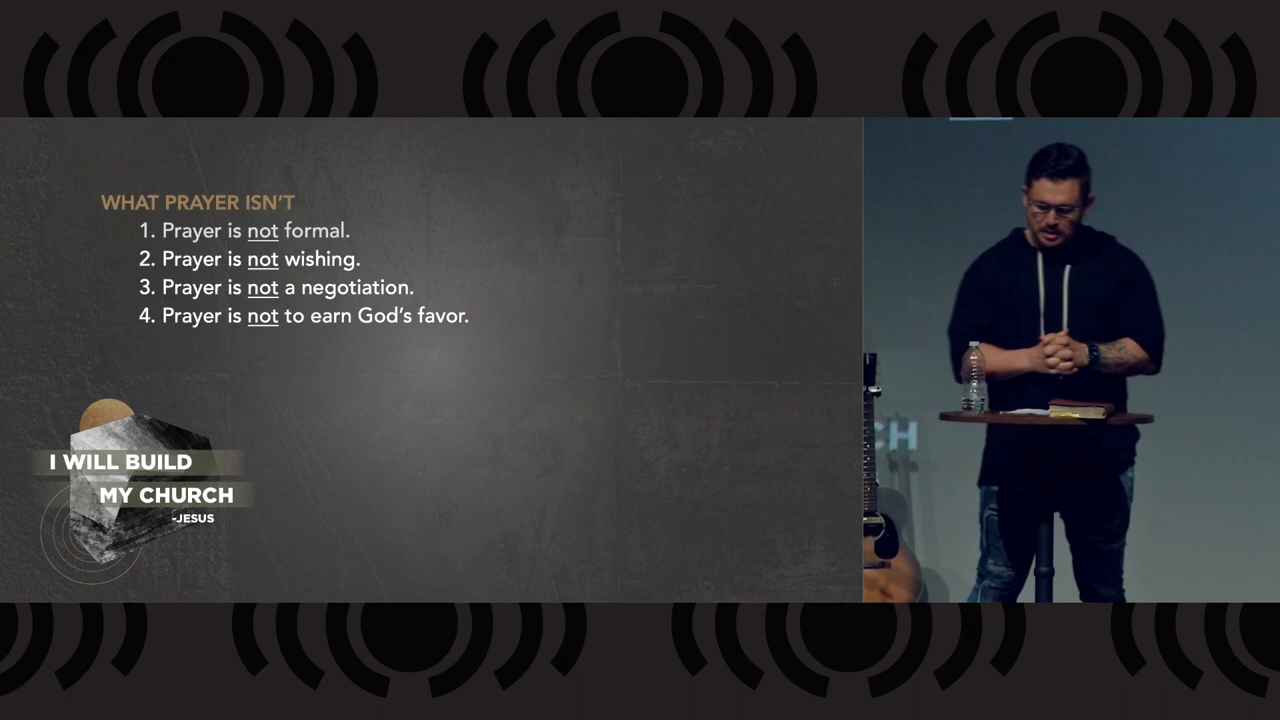 WHAT PRAYER ISN'T
1. Prayer is not formal.
2. Prayer is not wishing.
3. Prayer is not a negotiation.
4. Prayer is not to earn God's favor.
I WILL BUILD
MY CHURCH
-JESUS
CH